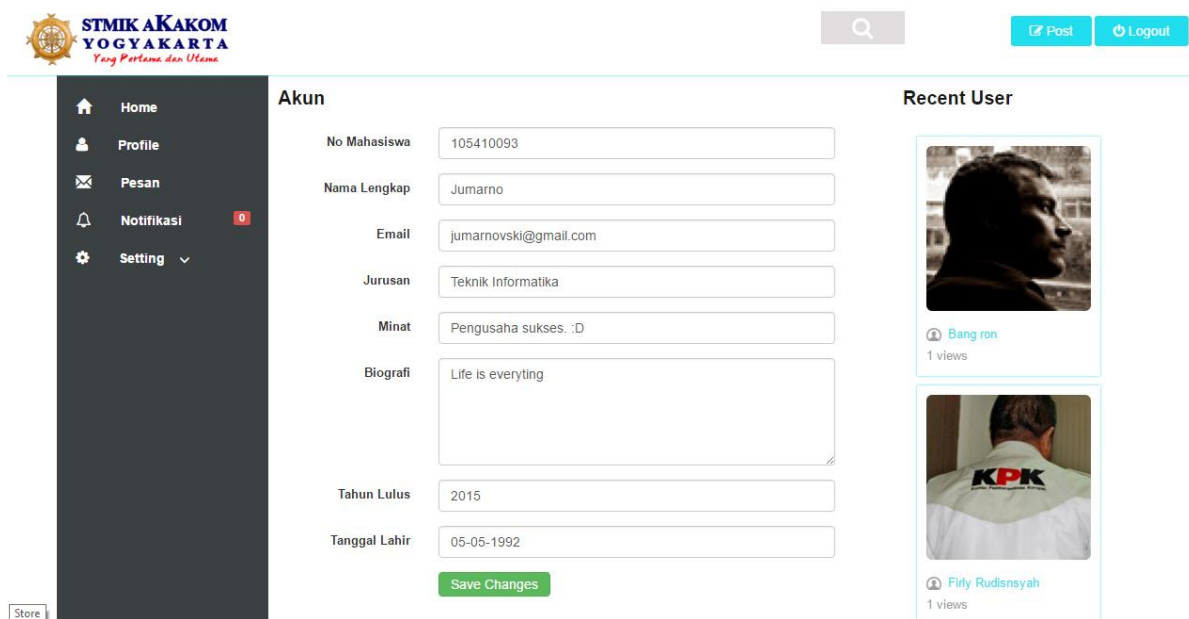 STMIK AKAKOM
YOGYAKARTA
Yang Pertama dan Utama
Post
Logout
Home
Profile
Pesan
Notifikasi 0
Setting
Akun
No Mahasiswa 105410093
Nama Lengkap Jumarno
Email jumarnovski@gmail.com
Jurusan Teknik Informatika
Minat Pengusaha sukses. :D
Biografi Life is everyting
Tahun Lulus 2015
Tanggal Lahir 05-05-1992
Save Changes
Recent User
Bang ron
1 views
KPK
Firly Rudisnsyah
1 views
Store